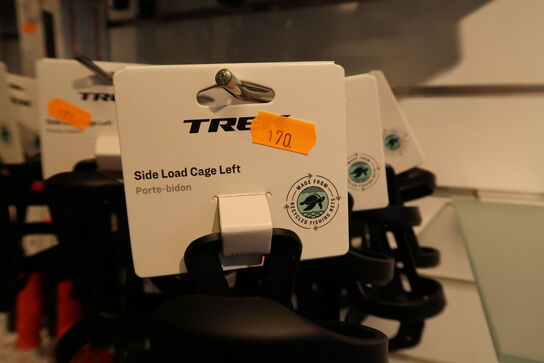 TREK
170.
Side Load Cage Left
Porte-bidon
MADE FROM
RECYCLED FISHING NETS